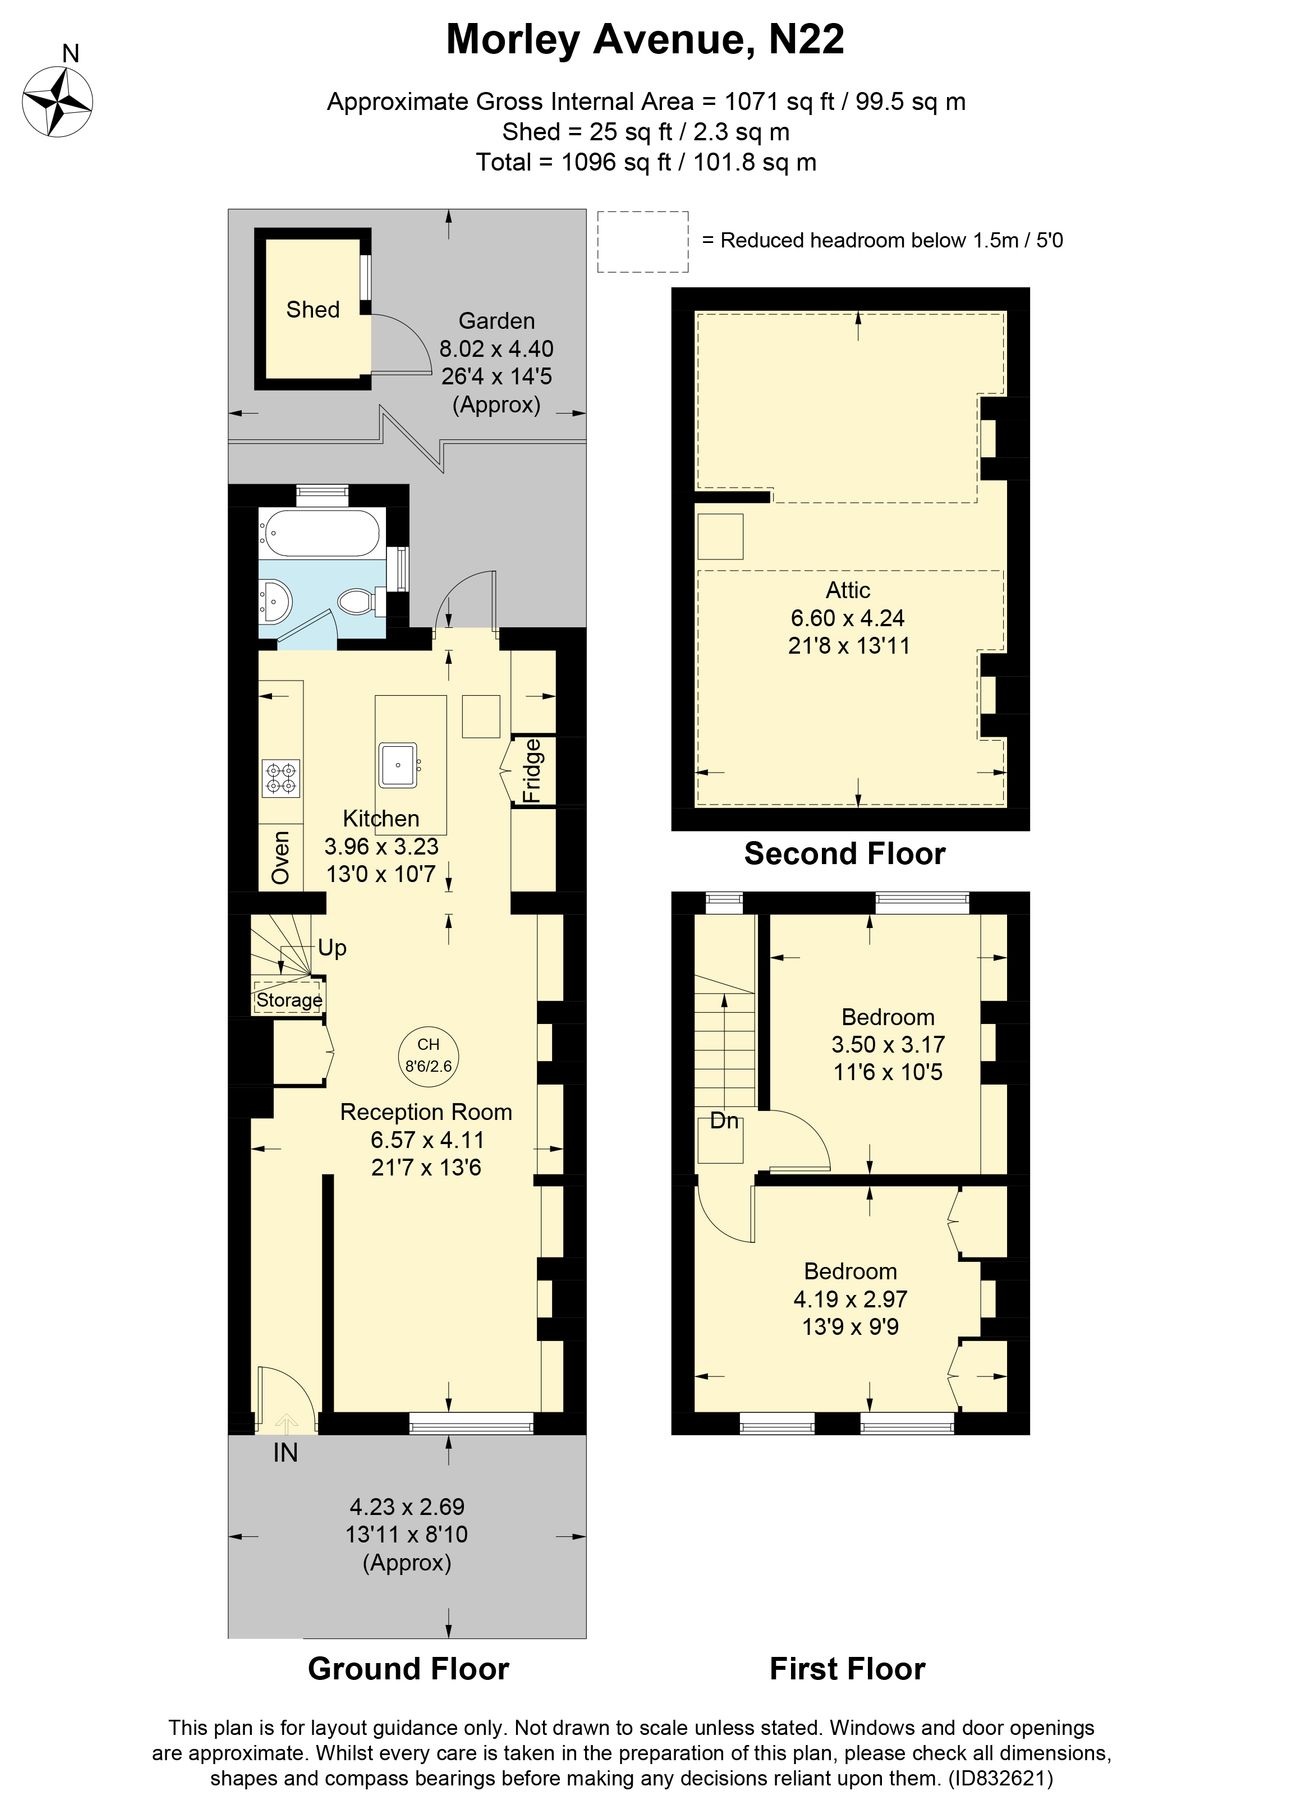 Morley Avenue, N22
N
Approximate Gross Internal Area = 1071 sq ft / 99.5 sq m
Shed = 25 sq ft / 2.3 sq m
Total = 1096 sq ft / 101.8 sq m
= Reduced headroom below 1.5m / 5'0
Shed
Garden
8.02 x 4.40
26'4 x 14'5
(Approx)
Attic
6.60 x 4.24
21'8 x 13'11
Second Floor
Fridge
Kitchen
3.96 x 3.23
13'0 x 10'7
Oven
Up
Storage
CH
8'6/2.6
Reception Room
6.57 x 4.11
21'7 x 13'6
IN
4.23 x 2.69
13'11 x 8'10
(Approx)
Ground Floor
Bedroom
3.50 x 3.17
11'6 x 10'5
Dn
Bedroom
4.19 x 2.97
13'9 x 9'9
First Floor
This plan is for layout guidance only. Not drawn to scale unless stated. Windows and door openings
are approximate. Whilst every care is taken in the preparation of this plan, please check all dimensions,
shapes and compass bearings before making any decisions reliant upon them. (ID832621)